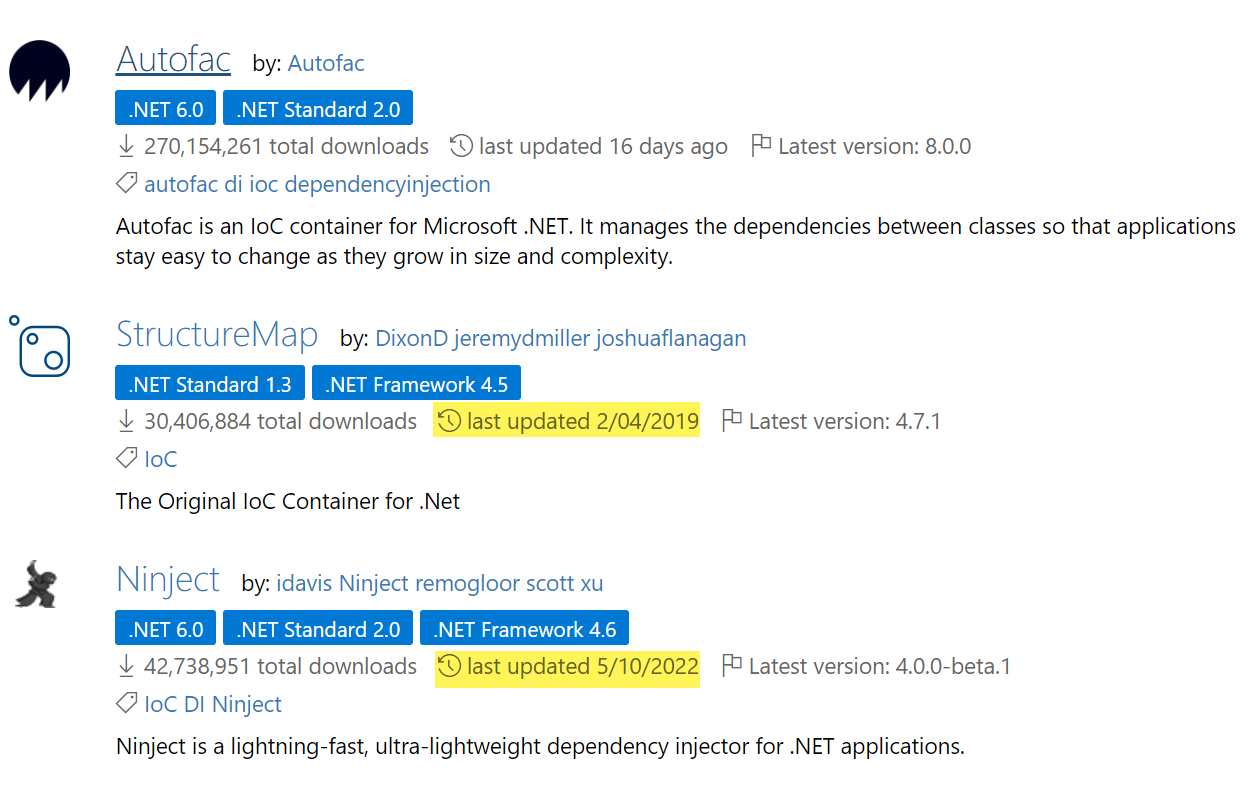 Autofac by: Autofac
.NET 6.0 .NET Standard 2.0
270,154,261 total downloads last updated 16 days ago Latest version: 8.0.0
autofac di ioc dependencyinjection
Autofac is an IoC container for Microsoft .NET. It manages the dependencies between classes so that applications
stay easy to change as they grow in size and complexity.
StructureMap by: DixonD jeremydmiller joshuaflanagan
.NET Standard 1.3 .NET Framework 4.5
30,406,884 total downloads last updated 2/04/2019 Latest version: 4.7.1
IoC
The Original IoC Container for .Net
Ninject by: idavis Ninject remogloor scott xu
.NET 6.0 .NET Standard 2.0 .NET Framework 4.6
42,738,951 total downloads last updated 5/10/2022 Latest version: 4.0.0-beta.1
IoC DI Ninject
Ninject is a lightning-fast, ultra-lightweight dependency injector for .NET applications.